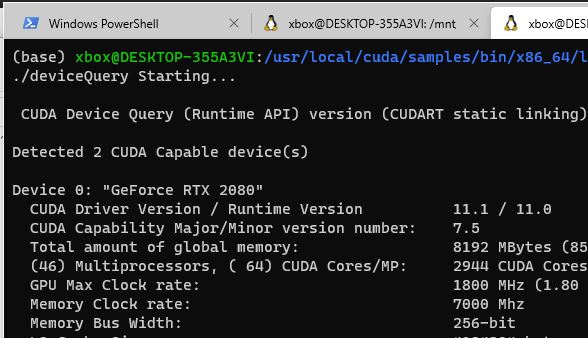 Windows PowerShell
xbox@DESKTOP-355A3VI: /mnt
xbox@DESK
(base) xbox@DESKTOP-355A3VI:/usr/local/cuda/samples/bin/x86_64/l
./deviceQuery Starting...
CUDA Device Query (Runtime API) version (CUDART static linking)
Detected 2 CUDA Capable device(s)
Device 0: "GeForce RTX 2080"
CUDA Driver Version / Runtime Version 11.1 / 11.0
CUDA Capability Major/Minor version number: 7.5
Total amount of global memory: 8192 MBytes (85
(46) Multiprocessors, ( 64) CUDA Cores/MP: 2944 CUDA Cores
GPU Max Clock rate: 1800 MHz (1.80
Memory Clock rate: 7000 Mhz
Memory Bus Width: 256-bit